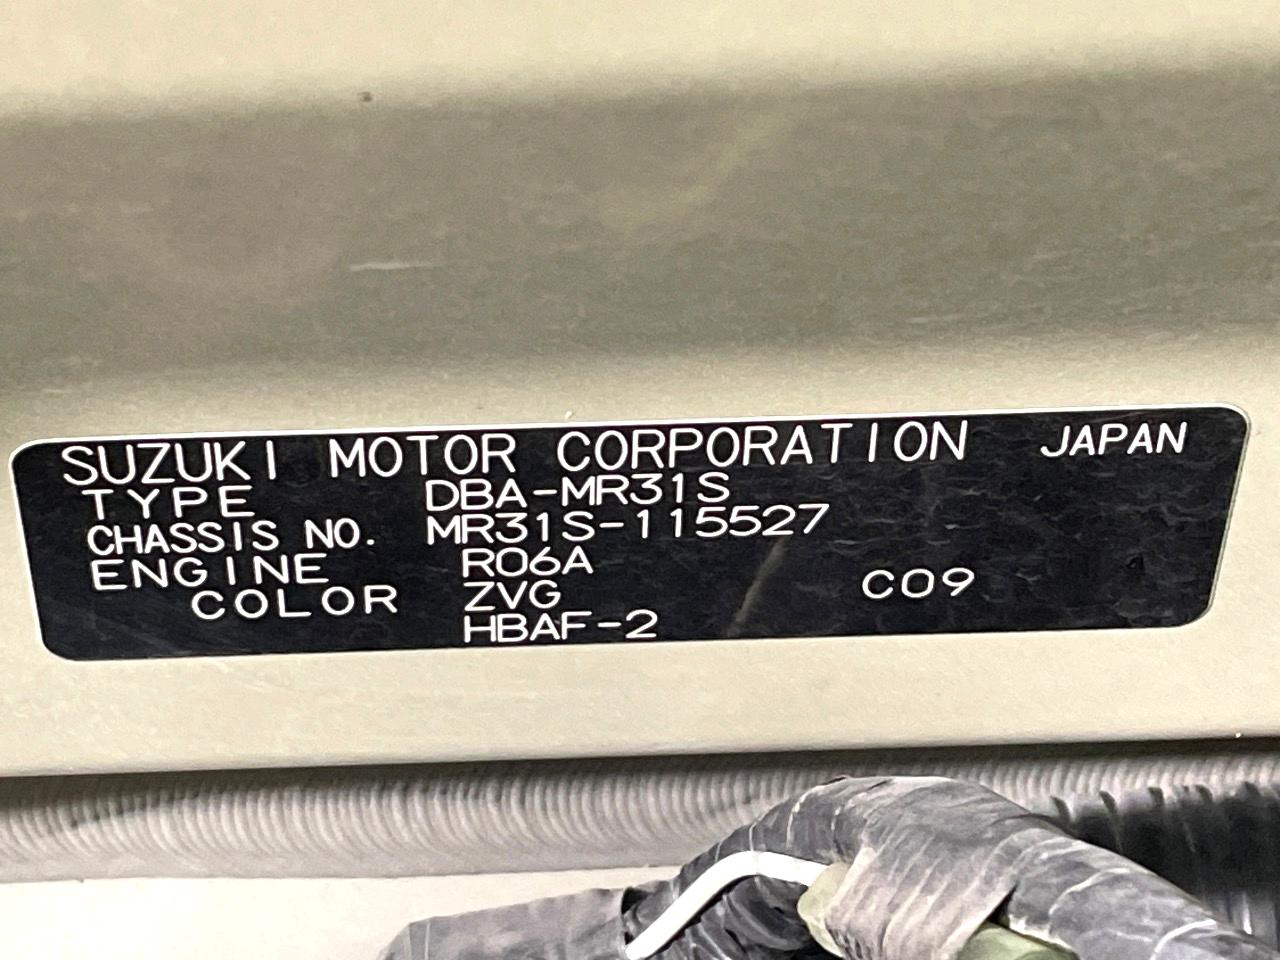 SUZUKI MOTOR CORPORATION JAPAN
TYPE DBA-MR31S
CHASSIS NO. MR31S-115527
ENGINE R06A
COLOR ZVG C09
HBAF-2